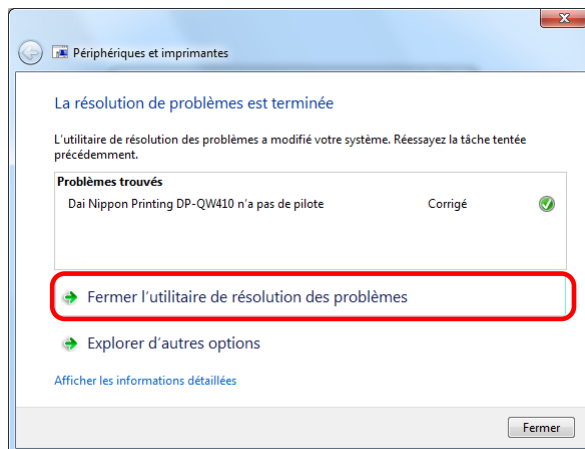 Périphériques et imprimantes
La résolution de problèmes est terminée
L'utilitaire de résolution des problèmes a modifié votre système. Réessayez la tâche tentée
précédemment.
Problèmes trouvés
Dai Nippon Printing DP-QW410 n'a pas de pilote Corrigé
Fermer l'utilitaire de résolution des problèmes
Explorer d'autres options
Afficher les informations détaillées
Fermer